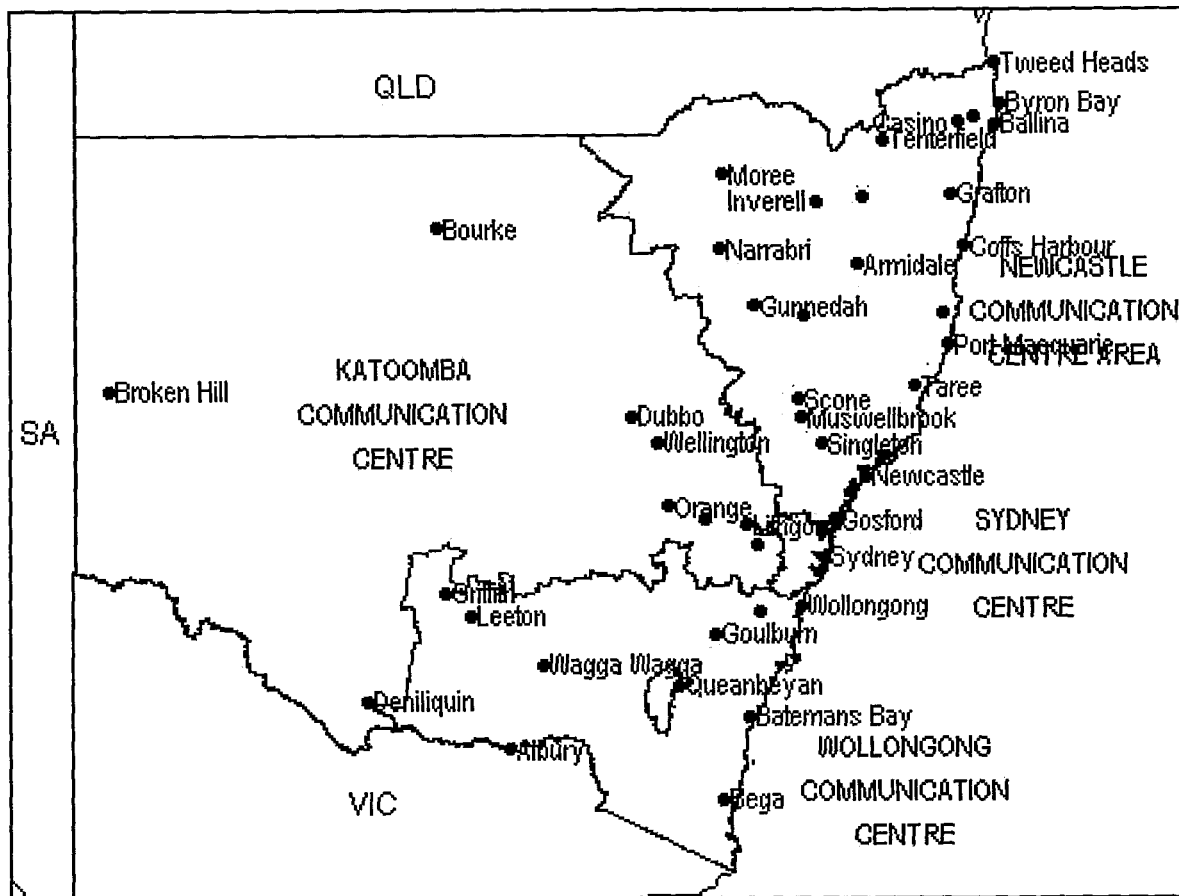 QLD
Tweed Heads
Byron Bay
Casino
Ballina
Tenterfield
Moree
Inverell
Grafton
Bourke
Coffs Harbour
Narrabri
Armidale
NEWCASTLE
COMMUNICATION
CENTRE AREA
Gunnedah
Port Macquarie
KATOOMBA
COMMUNICATION
CENTRE
Broken Hill
Taree
Scone
Muswellbrook
Dubbo
SA
Wellington
Singleton
Newcastle
Orange
Gosford
SYDNEY
COMMUNICATION
CENTRE
Sydney
Wollongong
Leeton
Goulburn
Wagga Wagga
Queanbeyan
Deniliquin
Batemans Bay
Albury
WOLLONGONG
COMMUNICATION
CENTRE
VIC
Bega